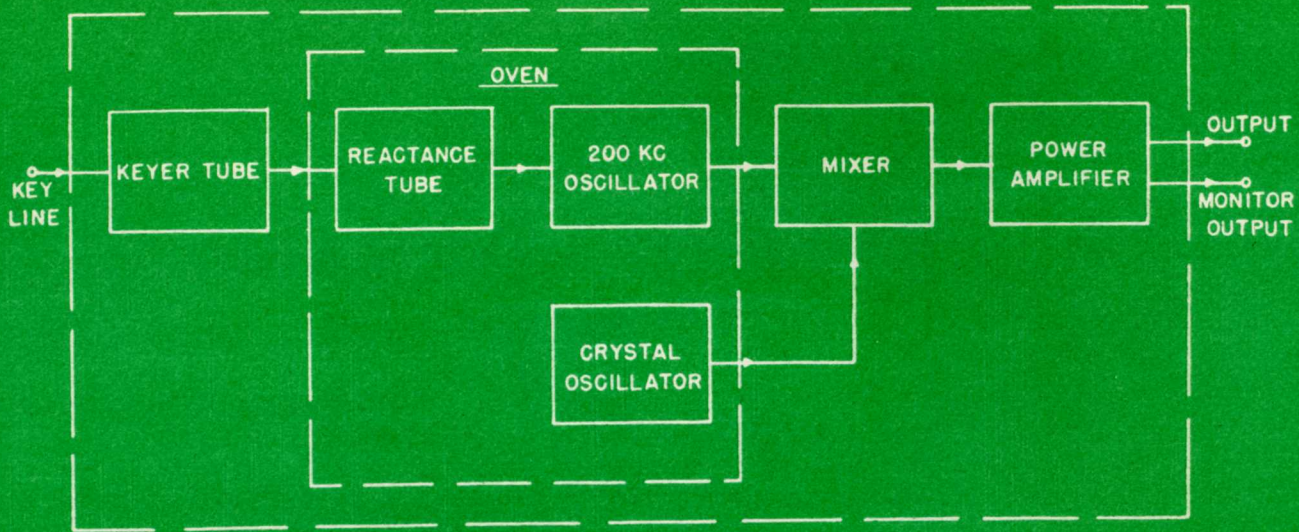 OVEN
KEY
LINE
KEYER TUBE
REACTANCE
TUBE
200 KC
OSCILLATOR
MIXER
POWER
AMPLIFIER
OUTPUT
MONITOR
OUTPUT
CRYSTAL
OSCILLATOR